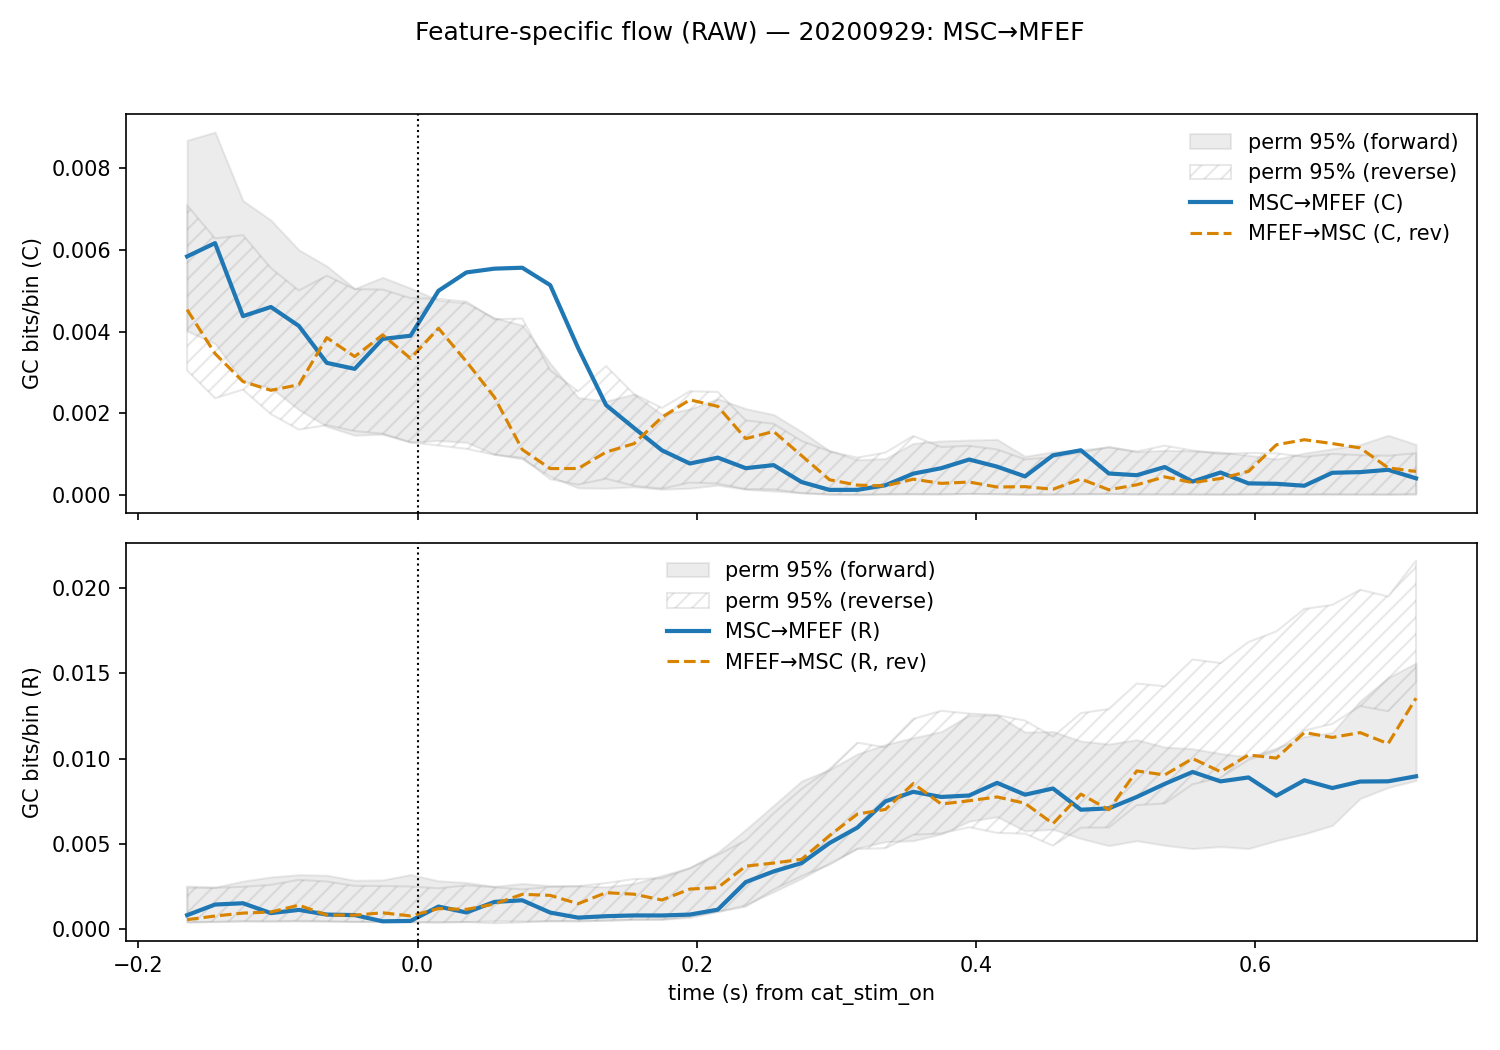 Feature-specific flow (RAW) — 20200929: MSC→MFEF
GC bits/bin (C)
0.008
0.006
0.004
0.002
0.000
perm 95% (forward)
perm 95% (reverse)
MSC→MFEF (C)
MFEF→MSC (C, rev)
GC bits/bin (R)
0.020
0.015
0.010
0.005
0.000
perm 95% (forward)
perm 95% (reverse)
MSC→MFEF (R)
MFEF→MSC (R, rev)
−0.2 0.0 0.2 0.4 0.6
time (s) from cat_stim_on